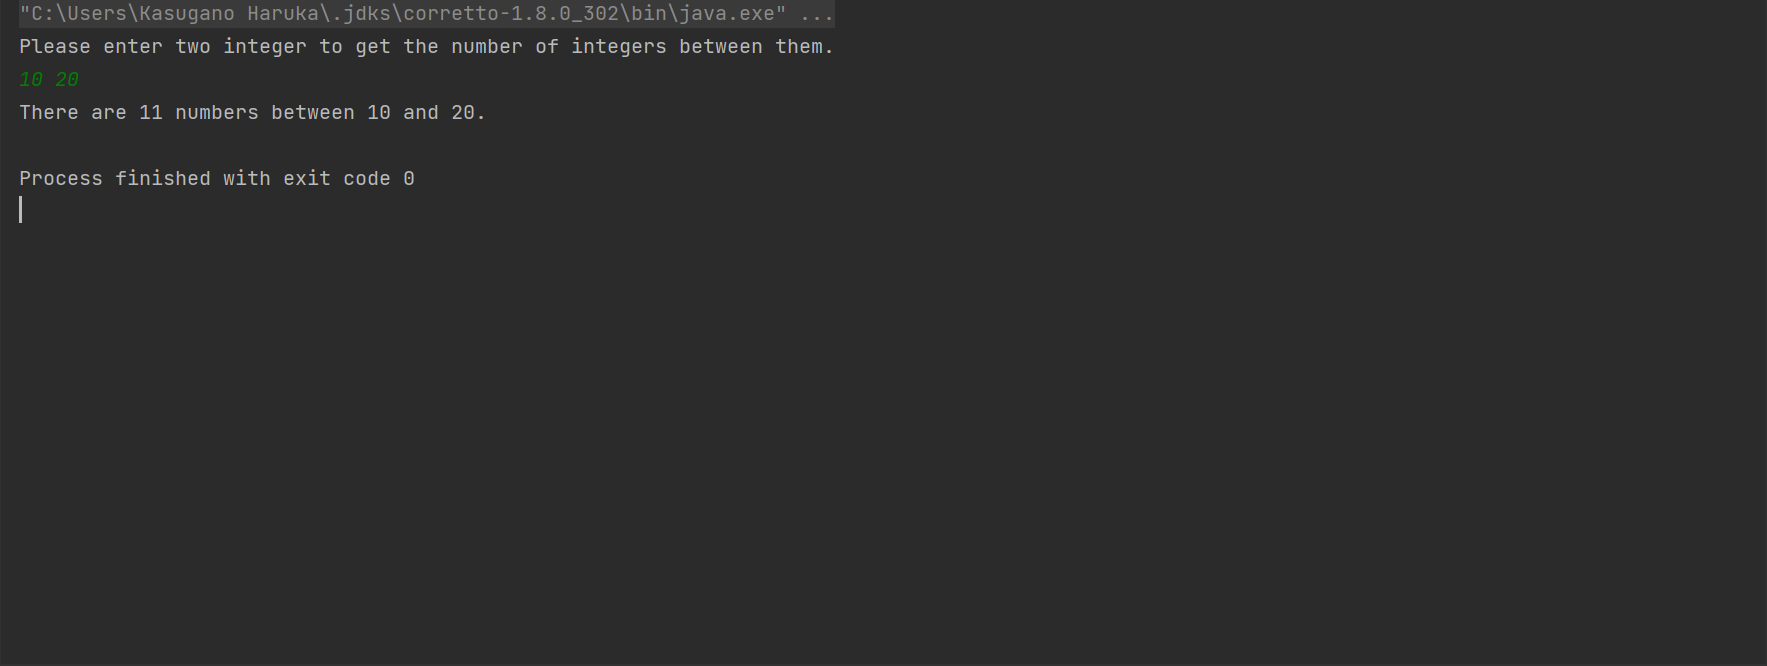 "C:\Users\Kasugano Haruka\.jdks\corretto-1.8.0_302\bin\java.exe" ...
Please enter two integer to get the number of integers between them.
10 20
There are 11 numbers between 10 and 20.
Process finished with exit code 0